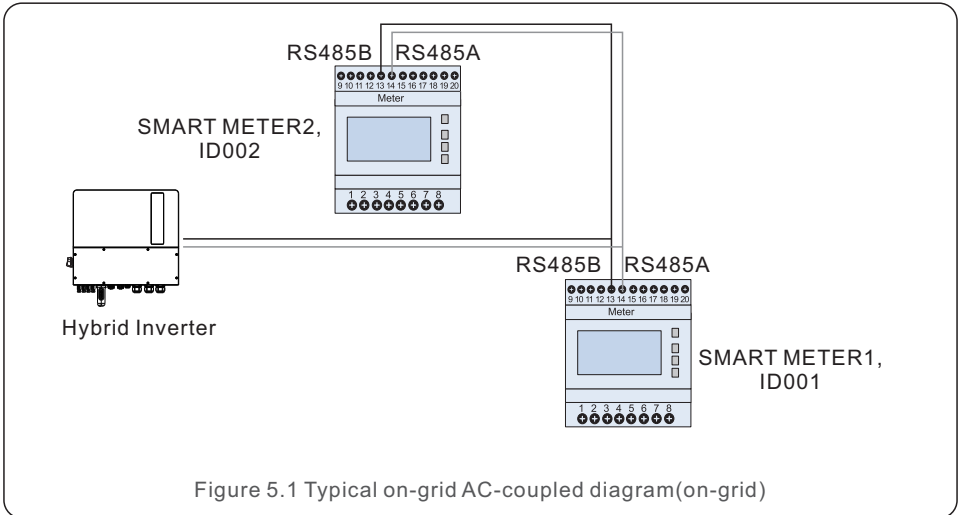 RS485B RS485A
9 10 11 12 13 14 15 16 17 18 19 20
Meter
SMART METER2,
ID002
1 2 3 4 5 6 7 8
RS485B RS485A
9 10 11 12 13 14 15 16 17 18 19 20
Meter
Hybrid Inverter
SMART METER1,
ID001
1 2 3 4 5 6 7 8
Figure 5.1 Typical on-grid AC-coupled diagram(on-grid)